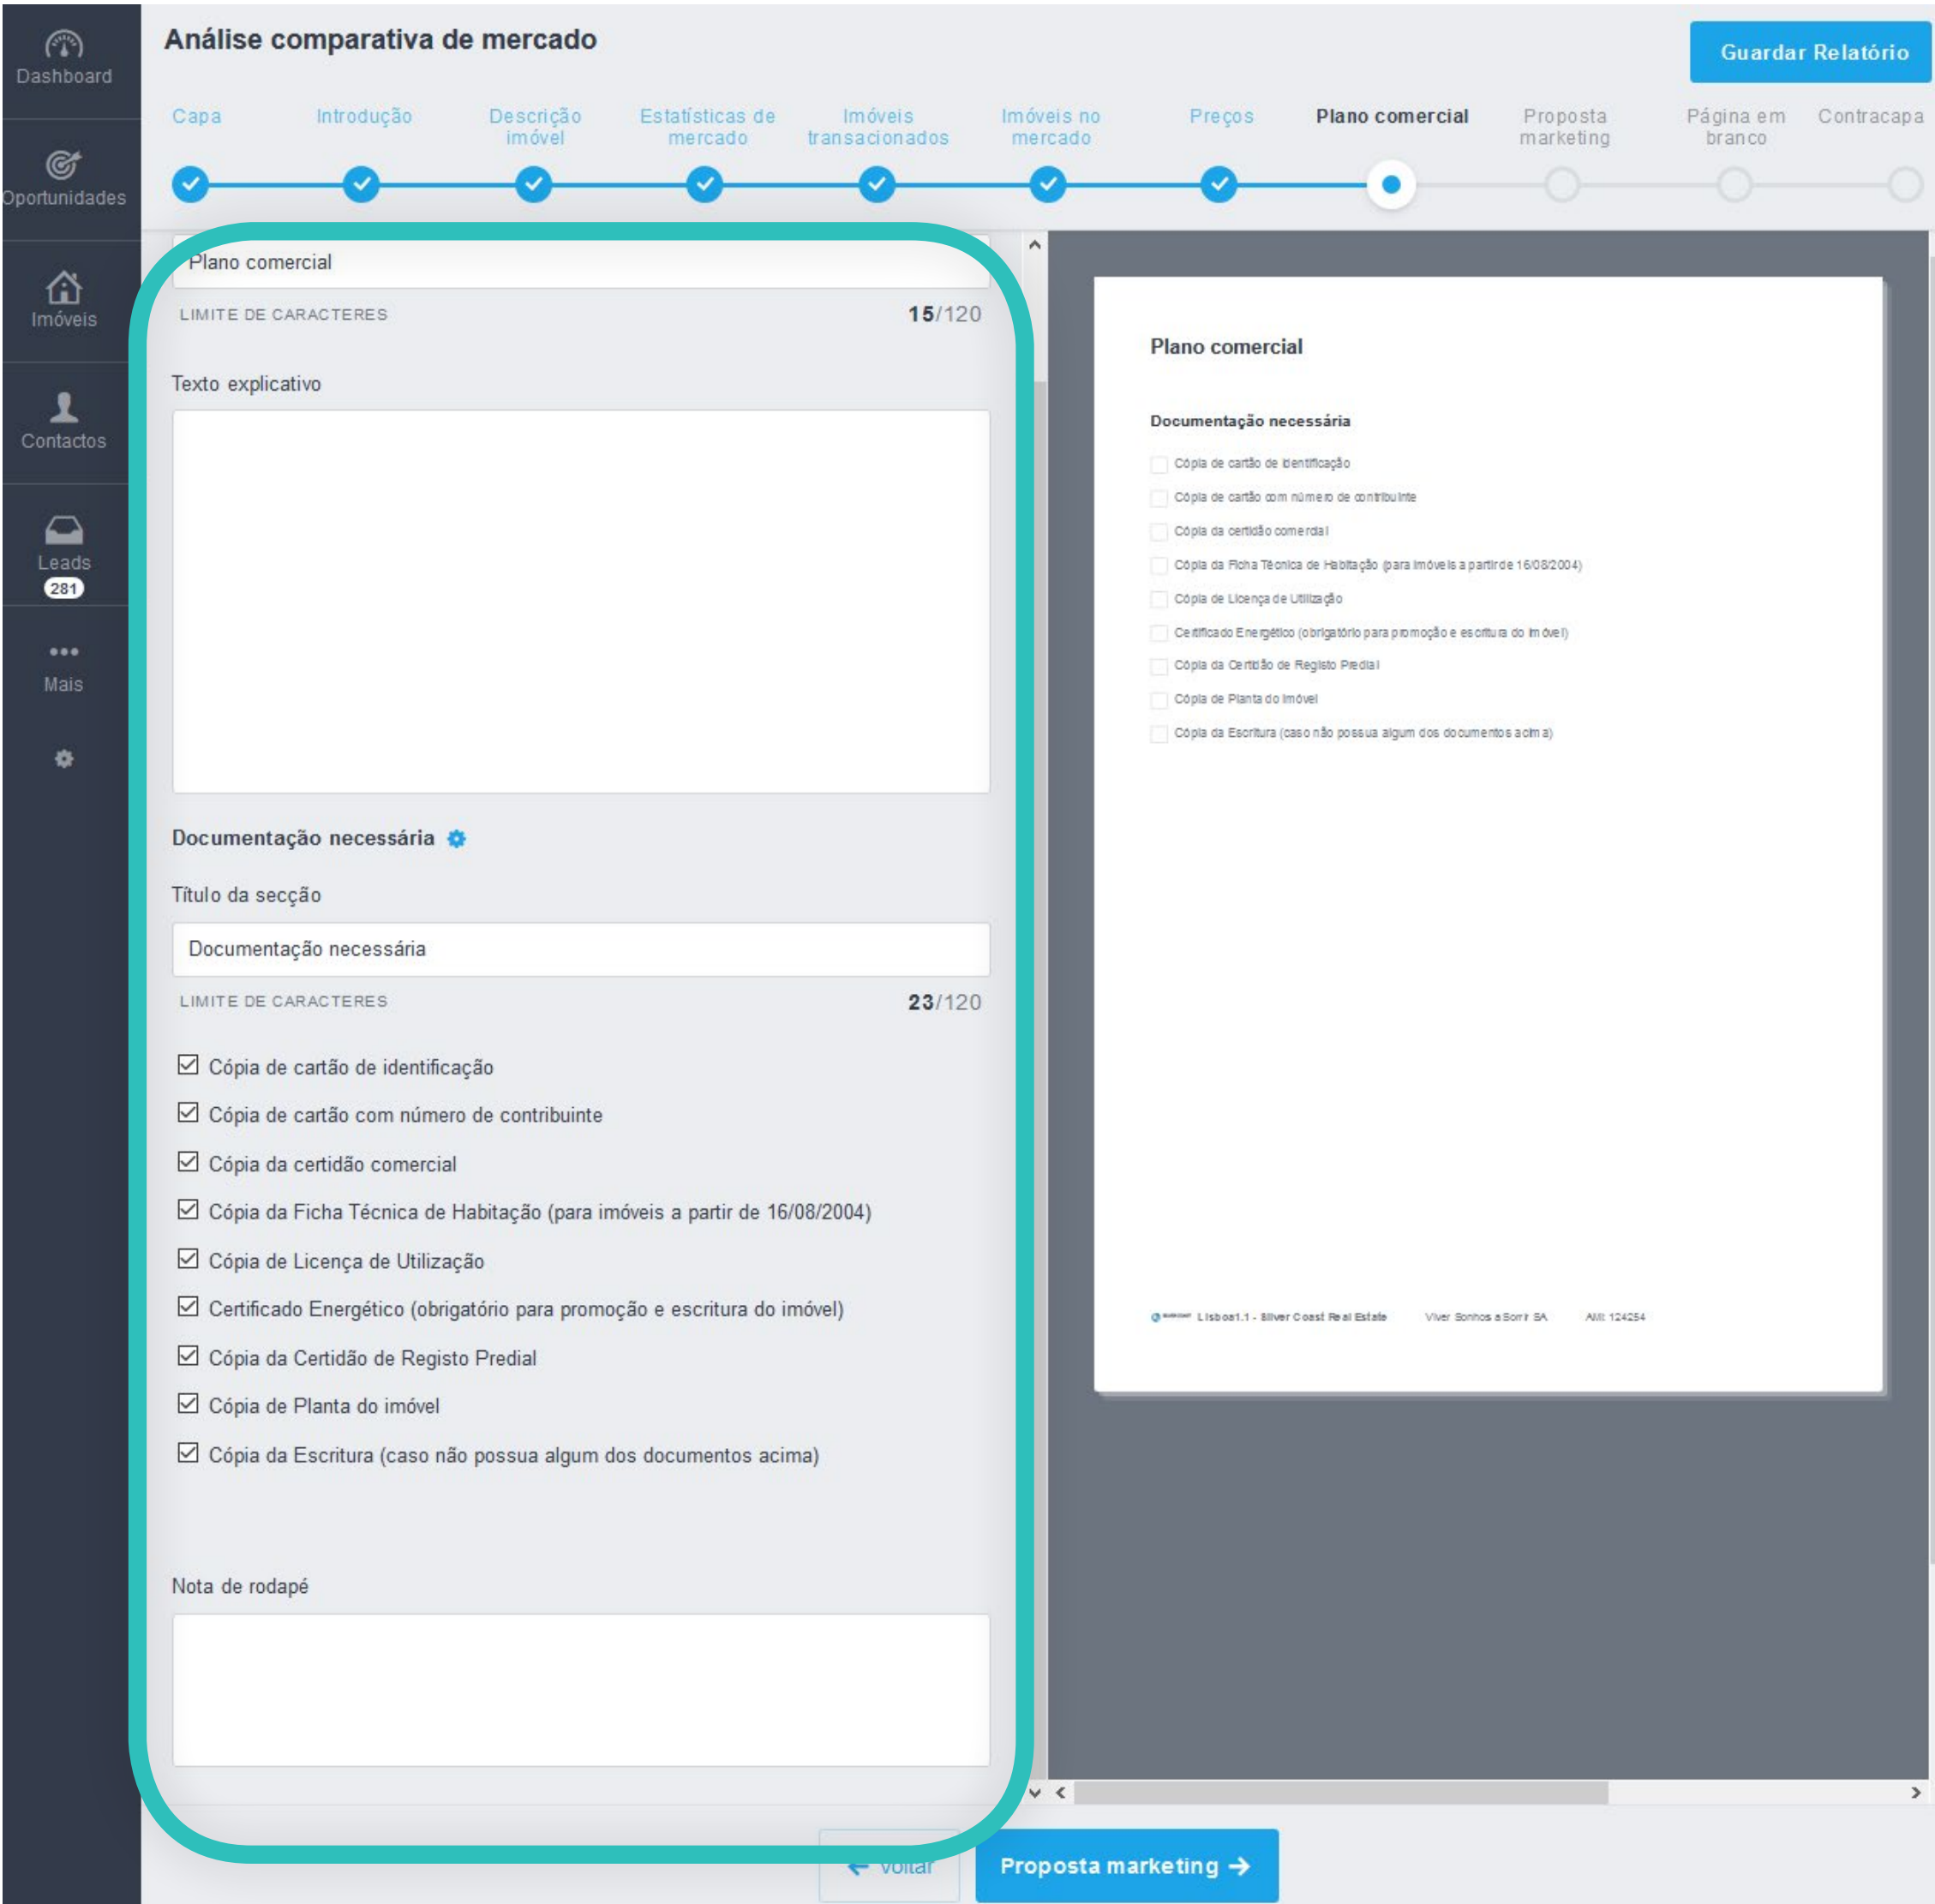 Dashboard
Oportunidades
Imóveis
Contactos
Leads
281
Mais
Análise comparativa de mercado
Guardar Relatório
Capa
Introdução
Descrição
imóvel
Estatísticas de
mercado
Imóveis
transacionados
Imóveis no
mercado
Preços
Plano comercial
Proposta
marketing
Página em
branco
Contracapa
Plano comercial
LIMITE DE CARACTERES 15/120
Texto explicativo
Documentação necessária
Título da secção
Documentação necessária
LIMITE DE CARACTERES 23/120
Cópia de cartão de identificação
Cópia de cartão com número de contribuinte
Cópia da certidão comercial
Cópia da Ficha Técnica de Habitação (para imóveis a partir de 16/08/2004)
Cópia de Licença de Utilização
Certificado Energético (obrigatório para promoção e escritura do imóvel)
Cópia da Certidão de Registo Predial
Cópia de Planta do imóvel
Cópia da Escritura (caso não possua algum dos documentos acima)
Nota de rodapé
Plano comercial
Documentação necessária
Cópia de cartão de identificação
Cópia de cartão com número de contribuinte
Cópia da certidão comercial
Cópia da Ficha Técnica de Habitação (para imóveis a partir de 16/08/2004)
Cópia de Licença de Utilização
Certificado Energético (obrigatório para promoção e escritura do imóvel)
Cópia da Certidão de Registo Predial
Cópia de Planta do imóvel
Cópia da Escritura (caso não possua algum dos documentos acima)
Lisboa1.1 - Silver Coast Real Estate Viver Sonhos a Sorrir SA AMI: 124254
Voltar
Proposta marketing